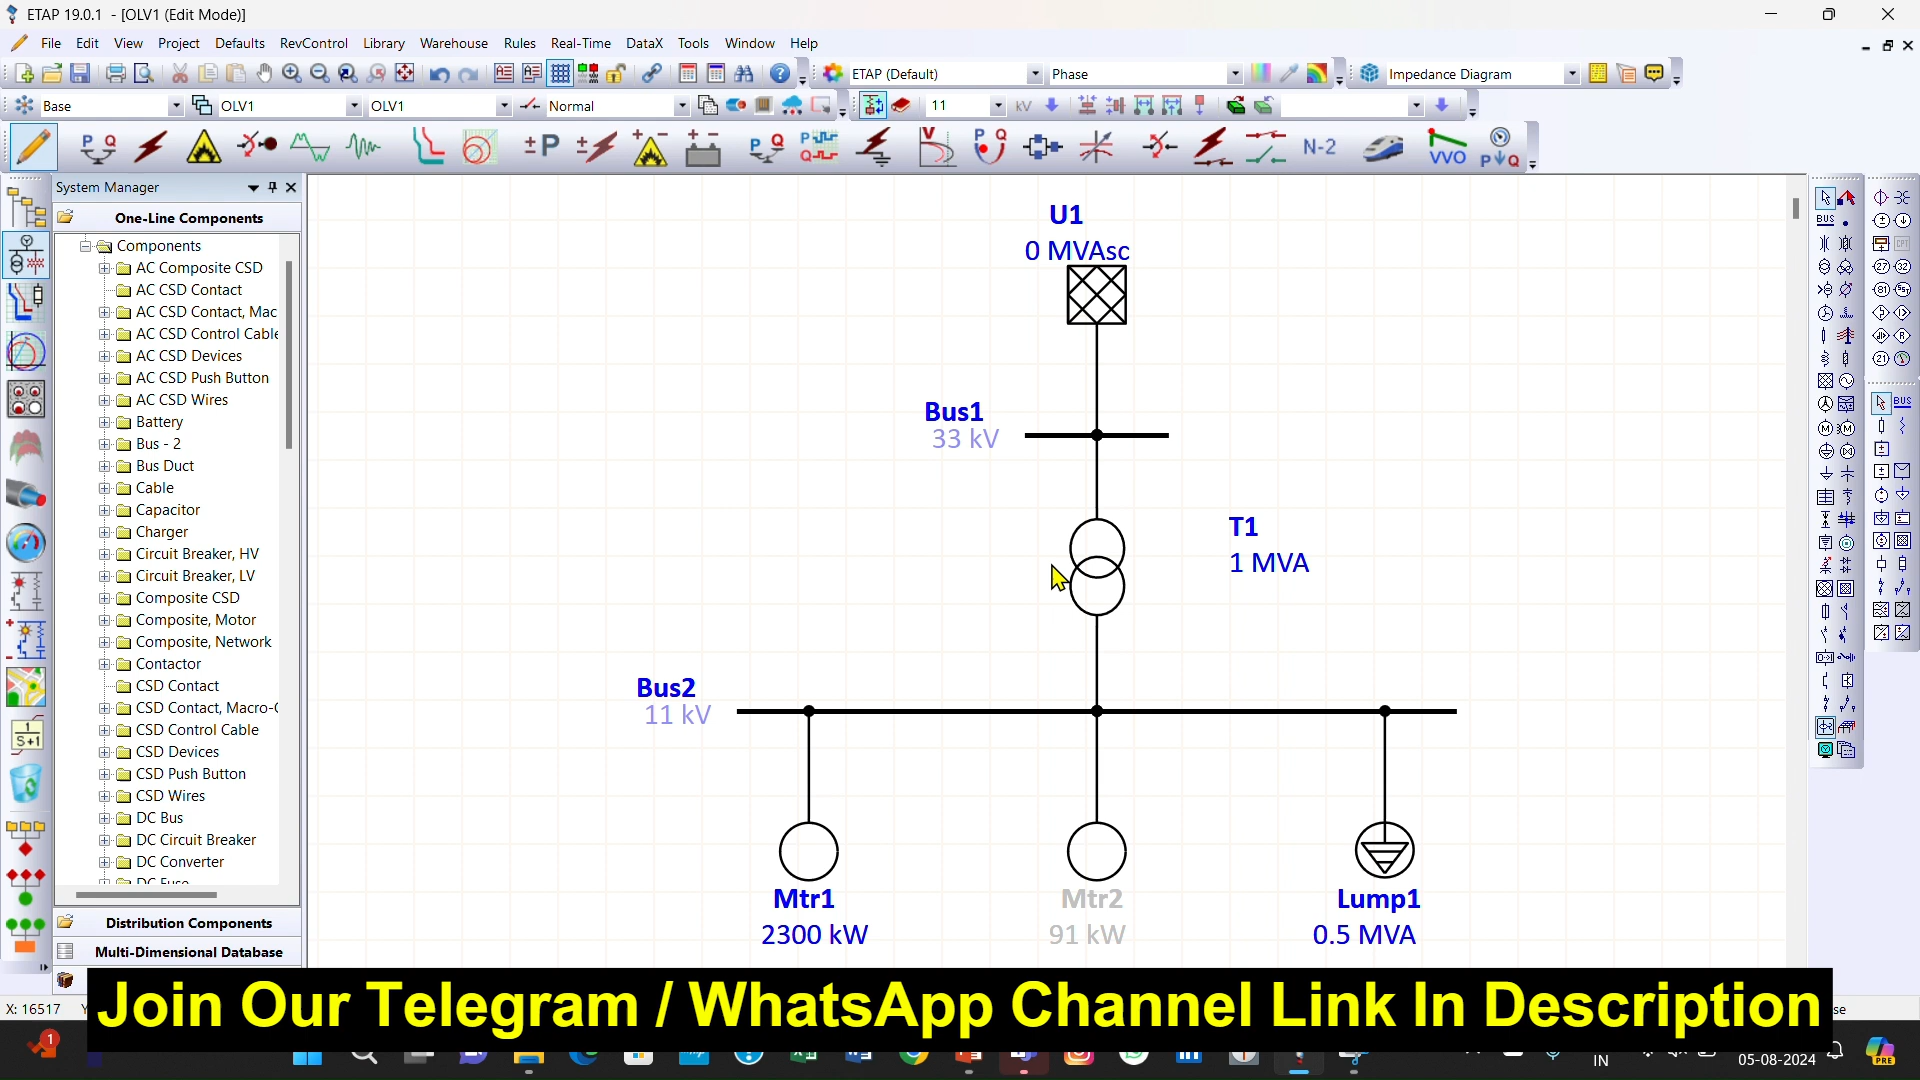 ETAP 19.0.1 - [OLV1 (Edit Mode)]
File Edit View Project Defaults RevControl Library Warehouse Rules Real-Time DataX Tools Window Help
ETAP (Default) Phase Impedance Diagram
Base OLV1 OLV1 Normal 11 kV
System Manager
One-Line Components
Components
AC Composite CSD
AC CSD Contact
AC CSD Contact, Mac
AC CSD Control Cable
AC CSD Devices
AC CSD Push Button
AC CSD Wires
Battery
Bus - 2
Bus Duct
Cable
Capacitor
Charger
Circuit Breaker, HV
Circuit Breaker, LV
Composite CSD
Composite, Motor
Composite, Network
Contactor
CSD Contact
CSD Contact, Macro-
CSD Control Cable
CSD Devices
CSD Push Button
CSD Wires
DC Bus
DC Circuit Breaker
DC Converter
DC Fuse
Distribution Components
Multi-Dimensional Database
U1
0 MVAsc
Bus1
33 kV
T1
1 MVA
Bus2
11 kV
Mtr1
2300 kW
Mtr2
91 kW
Lump1
0.5 MVA
N-2
VVO
X: 16517
Join Our Telegram / WhatsApp Channel Link In Description
IN
05-08-2024